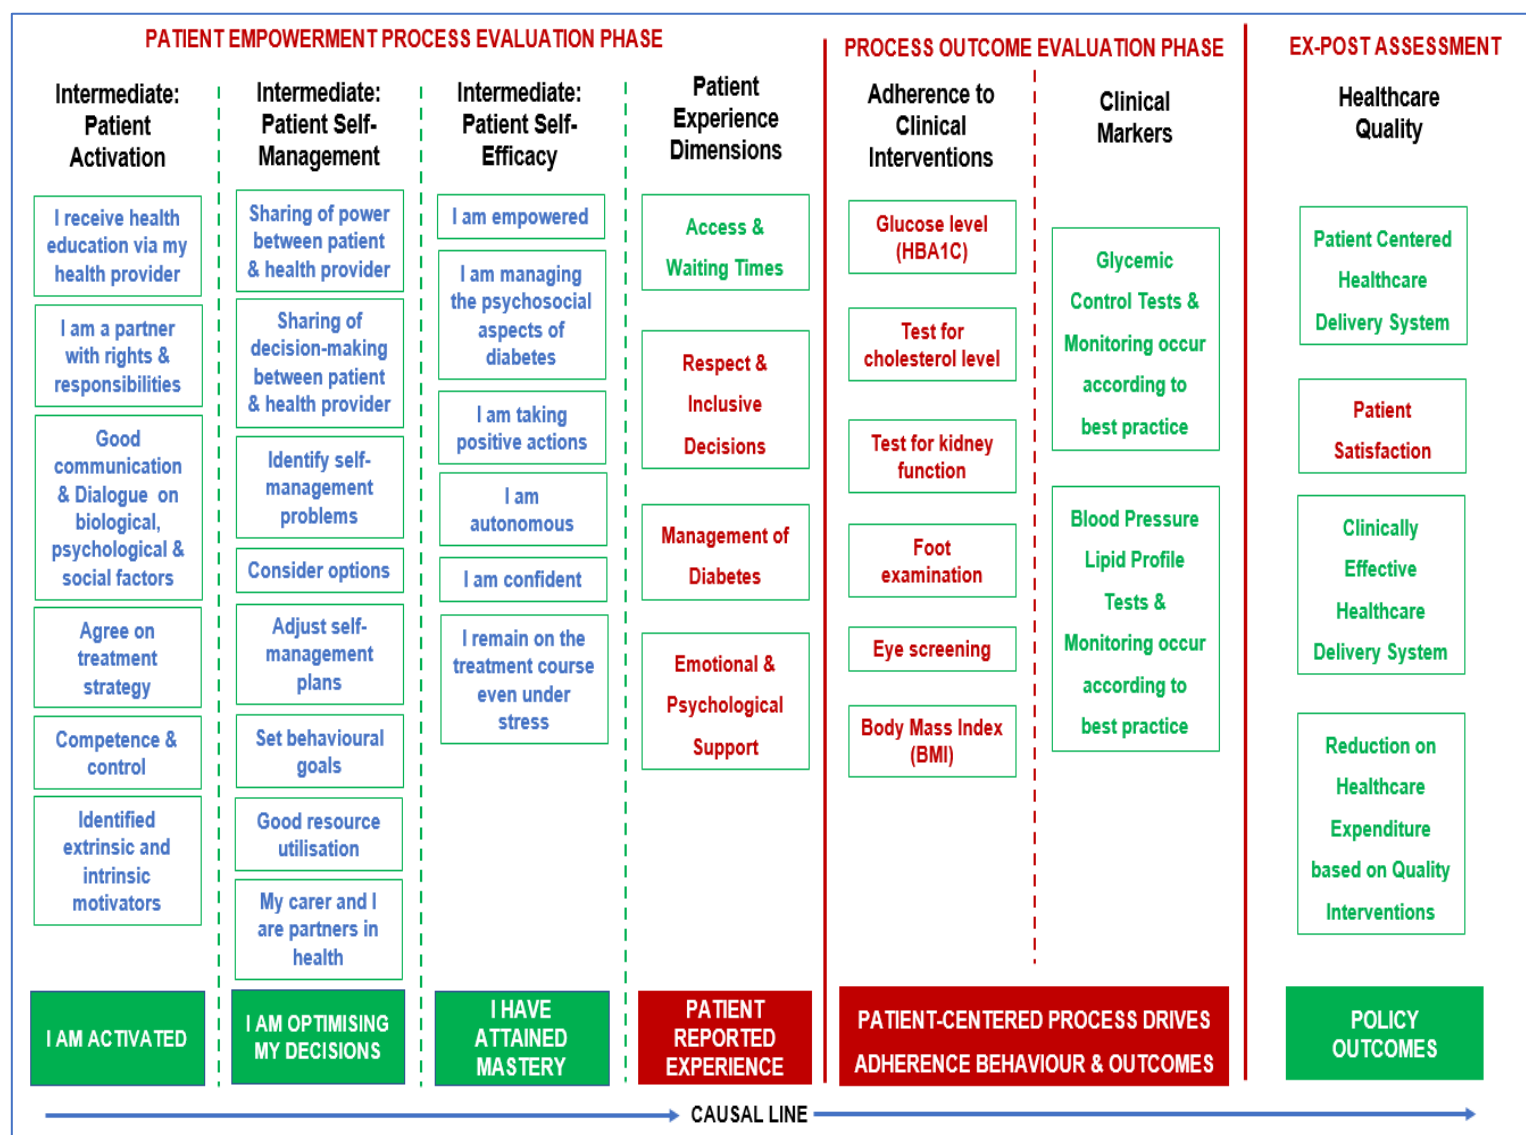 PATIENT EMPOWERMENT PROCESS EVALUATION PHASE
PROCESS OUTCOME EVALUATION PHASE
EX-POST ASSESSMENT
Intermediate:
Patient
Activation
I receive health
education via my
health provider
I am a partner
with rights &
responsibilities
Good
communication
& Dialogue on
biological,
psychological &
social factors
Agree on
treatment
strategy
Competence &
control
Identified
extrinsic and
intrinsic
motivators
I AM ACTIVATED
Intermediate:
Patient Self-
Management
Sharing of power
between patient
& health provider
Sharing of
decision-making
between patient
& health provider
Identify self-
management
problems
Consider options
Adjust self-
management
plans
Set behavioural
goals
Good resource
utilisation
My carer and I
are partners in
health
I AM OPTIMISING
MY DECISIONS
Intermediate:
Patient Self-
Efficacy
I am empowered
I am managing
the psychosocial
aspects of
diabetes
I am taking
positive actions
I am
autonomous
I am confident
I remain on the
treatment course
even under
stress
I HAVE
ATTAINED
MASTERY
Patient
Experience
Dimensions
Access &
Waiting Times
Respect &
Inclusive
Decisions
Management of
Diabetes
Emotional &
Psychological
Support
PATIENT
REPORTED
EXPERIENCE
Adherence to
Clinical
Interventions
Glucose level
(HBA1C)
Test for
cholesterol level
Test for kidney
function
Foot
examination
Eye screening
Body Mass Index
(BMI)
Clinical
Markers
Glycemic
Control Tests &
Monitoring occur
according to
best practice
Blood Pressure
Lipid Profile
Tests &
Monitoring occur
according to
best practice
PATIENT-CENTERED PROCESS DRIVES
ADHERENCE BEHAVIOUR & OUTCOMES
Healthcare
Quality
Patient Centered
Healthcare
Delivery System
Patient
Satisfaction
Clinically
Effective
Healthcare
Delivery System
Reduction on
Healthcare
Expenditure
based on Quality
Interventions
POLICY
OUTCOMES
CAUSAL LINE